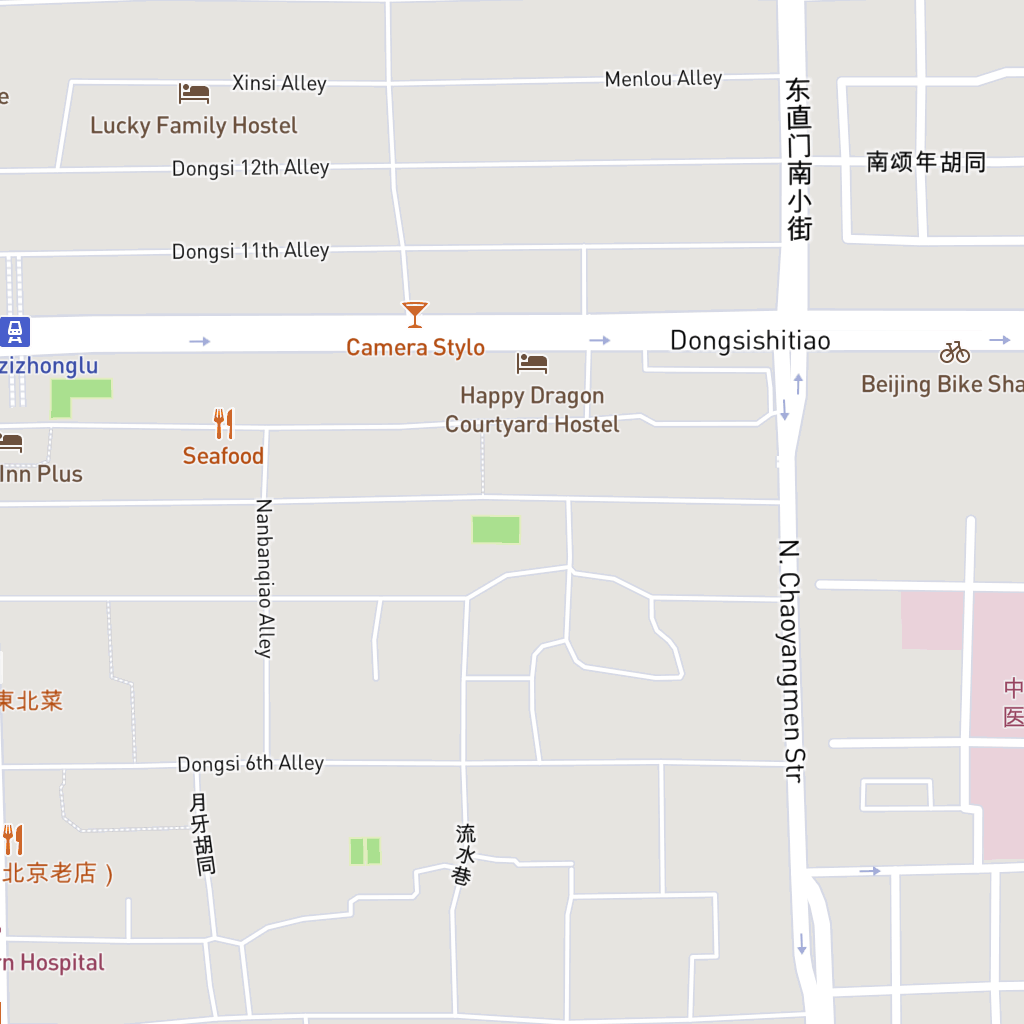 Xinsi Alley
Menlou Alley
东直门南小街
e
Lucky Family Hostel
Dongsi 12th Alley
南颂年胡同
Dongsi 11th Alley
Dongsishitiao
Camera Stylo
zizhonglu
Beijing Bike Sha
Happy Dragon
Courtyard Hostel
Seafood
Inn Plus
Nanbanqiao Alley
N. Chaoyangmen Str
東北菜
中
医
Dongsi 6th Alley
月牙胡同
流水巷
北京老店 )
rn Hospital